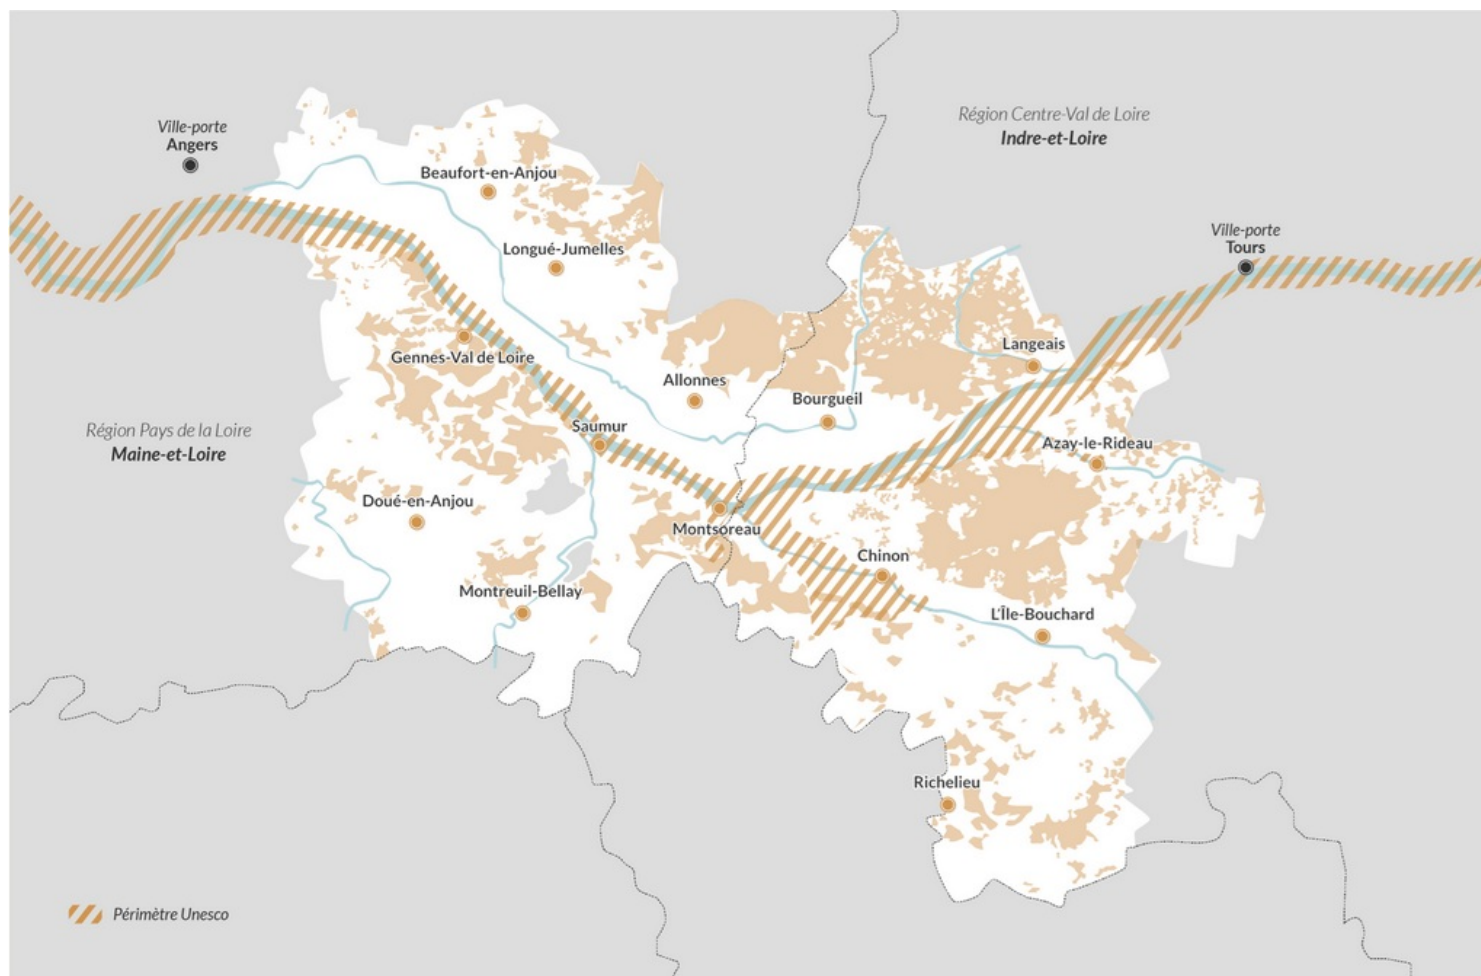 Région Centre-Val de Loire
Indre-et-Loire
Ville-porte
Angers
Beaufort-en-Anjou
Ville-porte
Tours
Longué-Jumelles
Langeais
Gennes-Val de Loire
Allonnes
Bourgueil
Saumur
Région Pays de la Loire
Maine-et-Loire
Azay-le-Rideau
Doué-en-Anjou
Montsoreau
Chinon
Montreuil-Bellay
L'Île-Bouchard
Richelieu
Périmètre Unesco